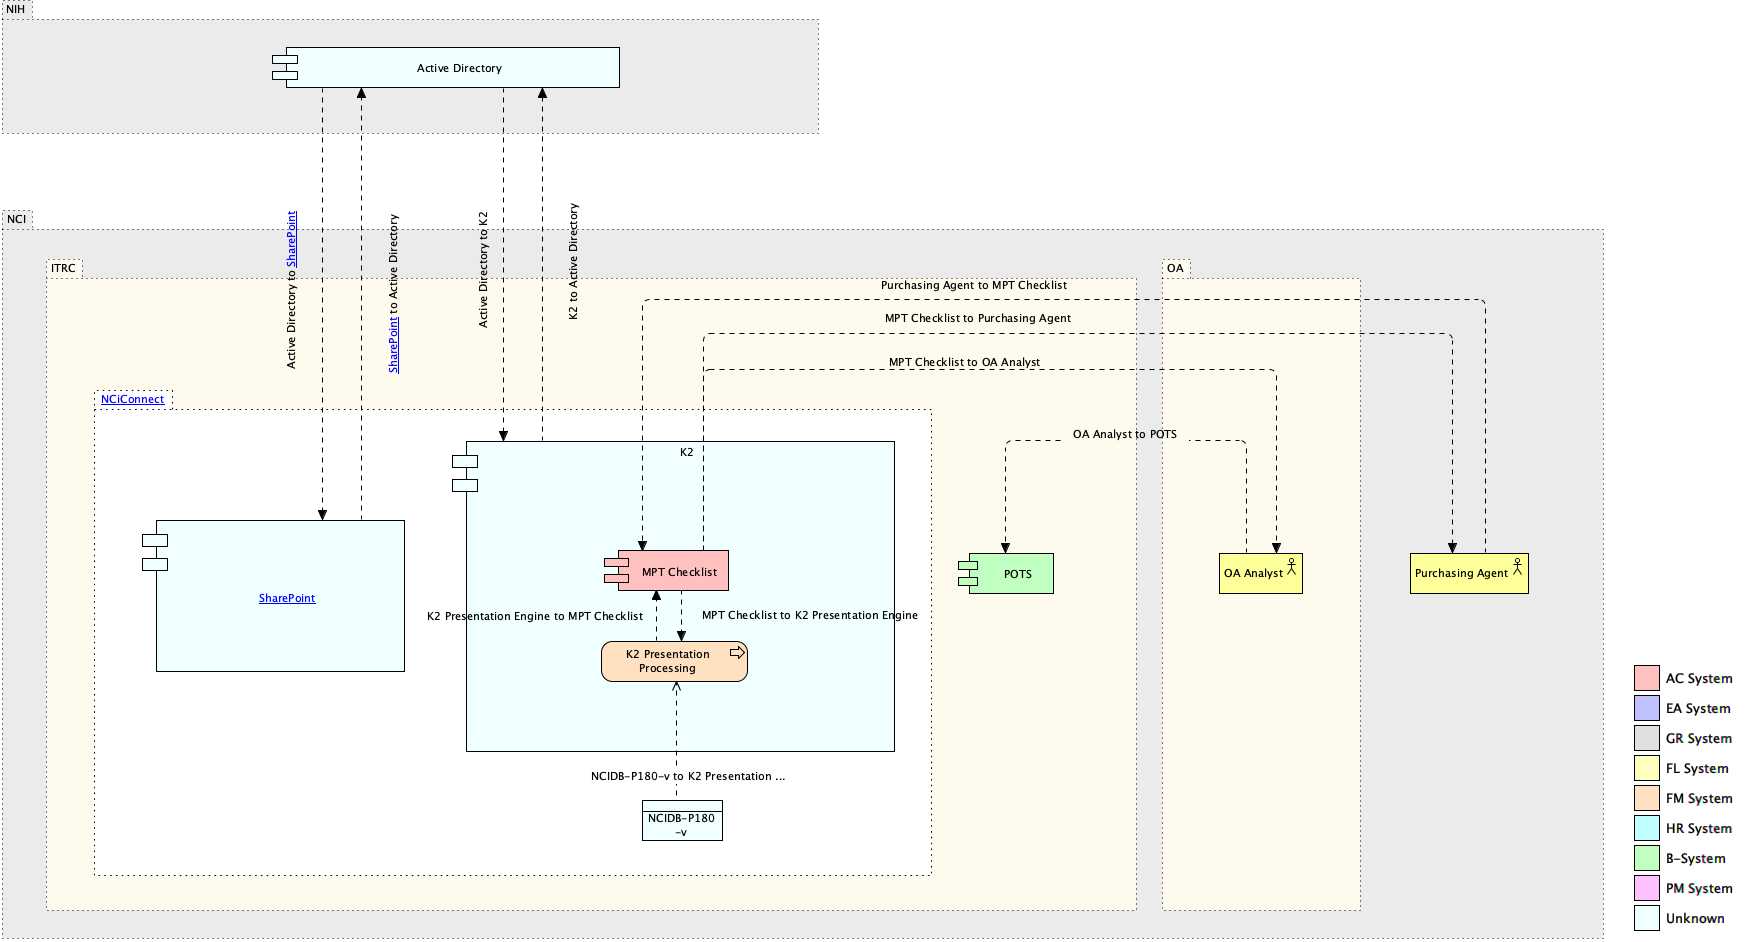 NIH
Active Directory
NCI
Active Directory to SharePoint
SharePoint to Active Directory
Active Directory to K2
K2 to Active Directory
ITRC
OA
Purchasing Agent to MPT Checklist
MPT Checklist to Purchasing Agent
MPT Checklist to OA Analyst
NCiConnect
OA Analyst to POTS
K2
MPT Checklist
POTS
OA Analyst
Purchasing Agent
SharePoint
K2 Presentation Engine to MPT Checklist
MPT Checklist to K2 Presentation Engine
K2 Presentation
Processing
NCIDB-P180-v to K2 Presentation ...
NCIDB-P180
-v
AC System
EA System
GR System
FL System
FM System
HR System
B-System
PM System
Unknown